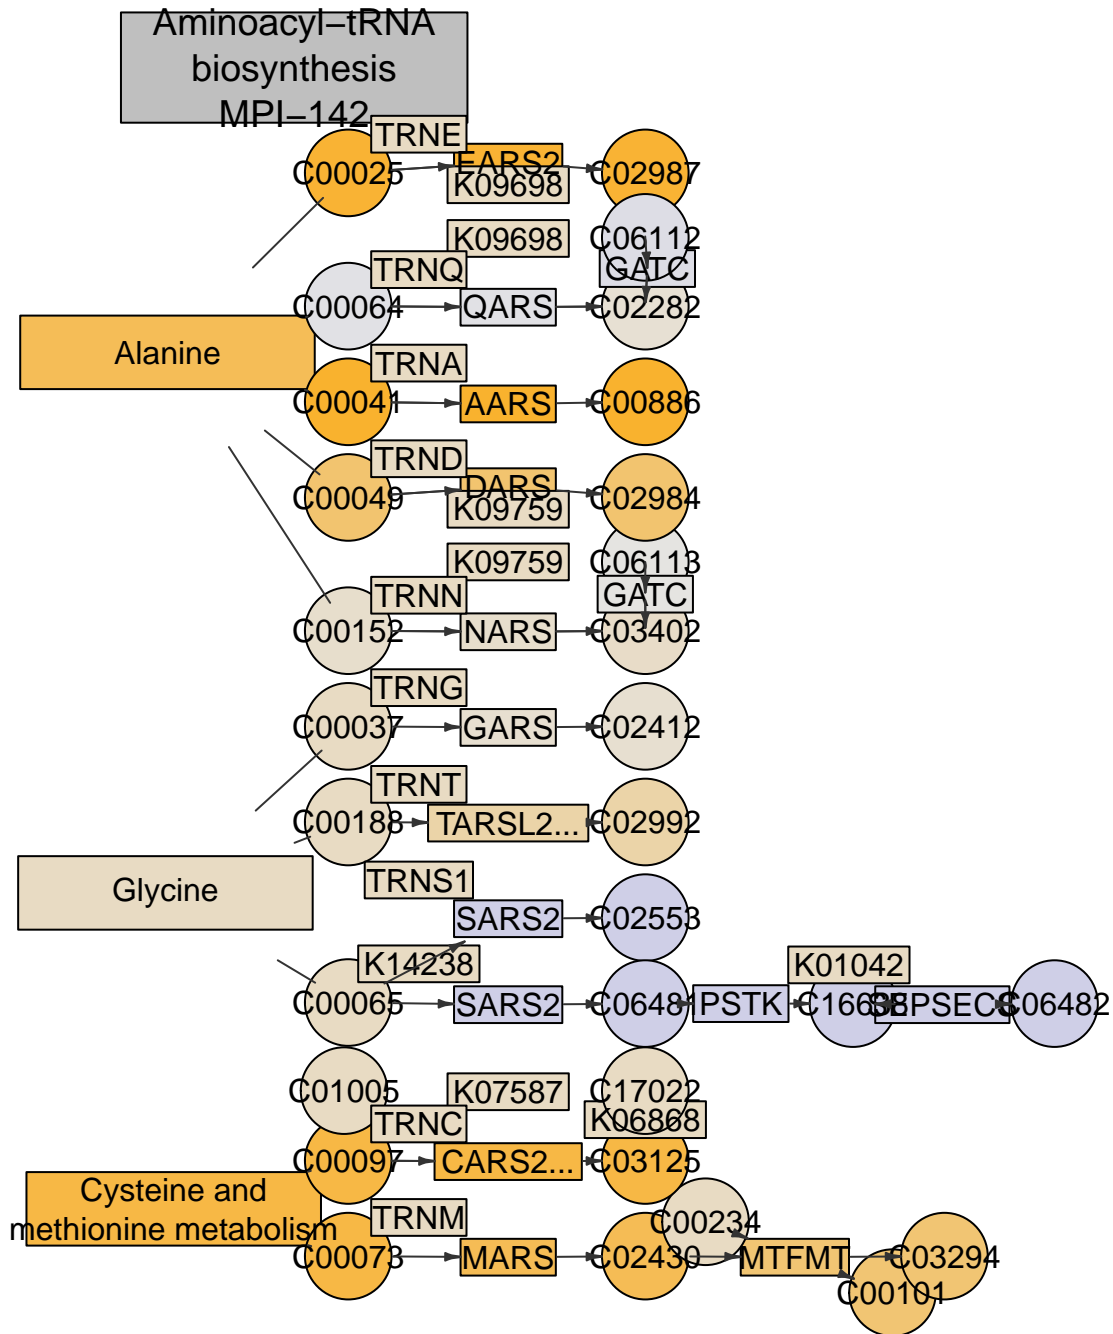 Aminoacyl−tRNA
biosynthesis
MPI−142
TRNE
C00025
EARS2
K09698
C02987
K09698
C06112
TRNQ
GATC
C00064
QARS
C02282
Alanine
TRNA
C00041
AARS
C00886
TRND
C00049
DARS
K09759
C02984
K09759
C06113
TRNN
GATC
C00152
NARS
C03402
TRNG
C00037
GARS
C02412
TRNT
C00188
TARSL2...
C02992
Glycine
TRNS1
SARS2
C02553
K14238
K01042
C00065
SARS2
C06481
PSTK
SEPSECS
C06482
C01005
K07587
C17022
TRNC
K06868
C00097
CARS2...
C03125
Cysteine and
methionine metabolism
TRNM
C00234
C00073
MARS
C02430
MTFMT
C03294
C00101